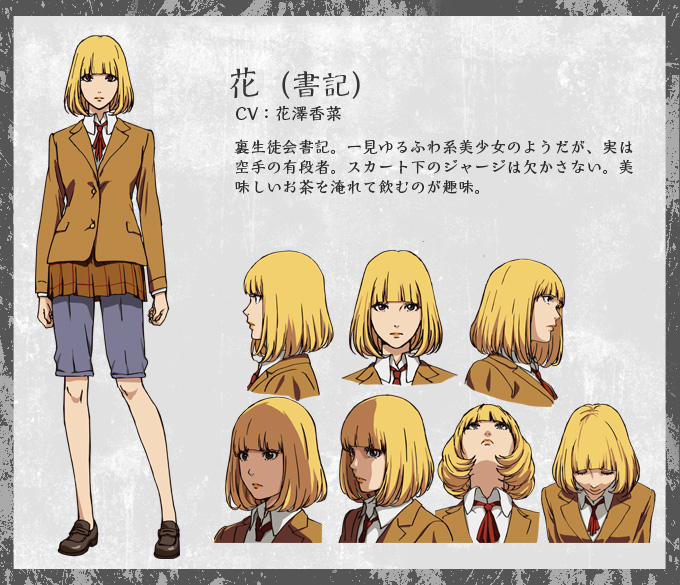 花（書記）
CV：花澤香菜
裏生徒会書記。一見ゆるふわ系美少女のようだが、実は
空手の有段者。スカート下のジャージは欠かさない。美
味しいお茶を淹れて飲むのが趣味。